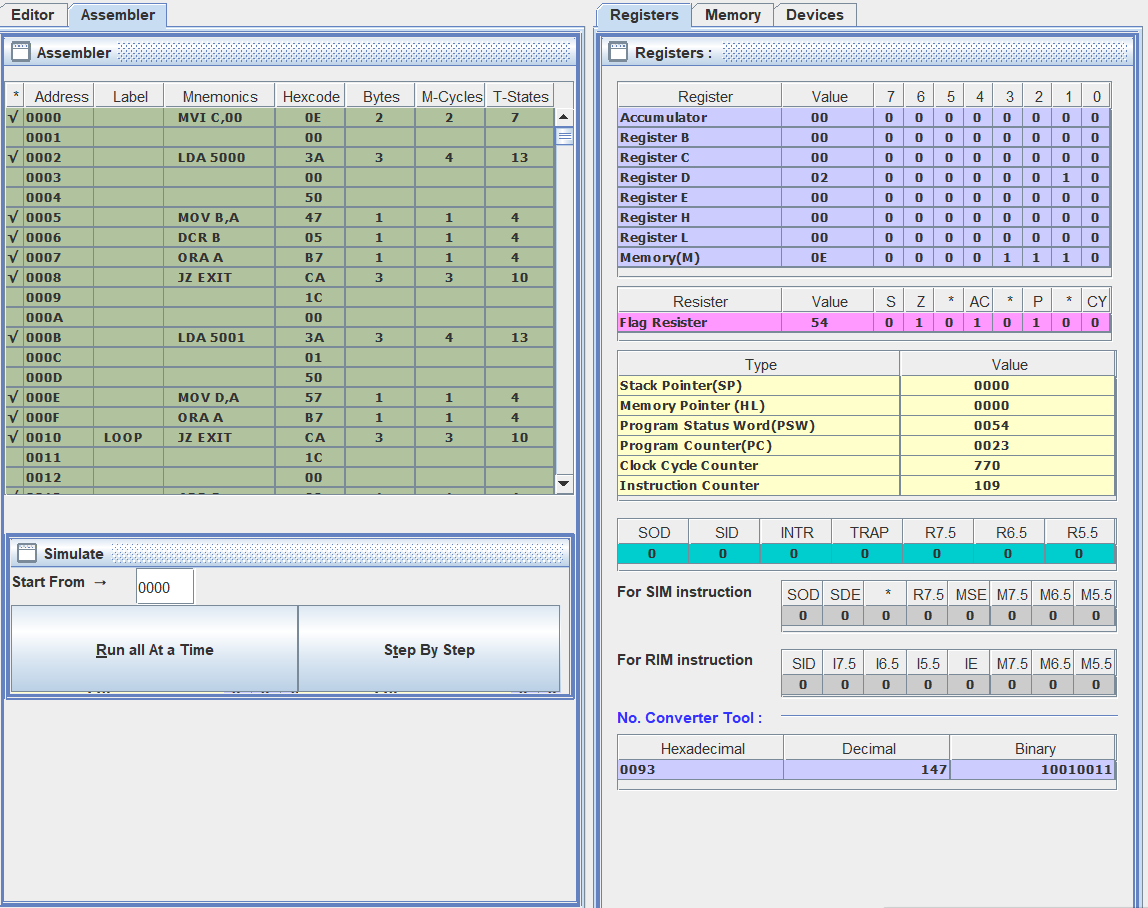 Editor Assembler
Assembler
* Address Label Mnemonics Hexcode Bytes M-Cycles T-States
√ 0000 MVI C,00 0E 2 2 7
0001 00
√ 0002 LDA 5000 3A 3 4 13
0003 00
0004 50
√ 0005 MOV B,A 47 1 1 4
√ 0006 DCR B 05 1 1 4
√ 0007 ORA A B7 1 1 4
√ 0008 JZ EXIT CA 3 3 10
0009 1C
000A 00
√ 000B LDA 5001 3A 3 4 13
000C 01
000D 50
√ 000E MOV D,A 57 1 1 4
√ 000F ORA A B7 1 1 4
√ 0010 LOOP JZ EXIT CA 3 3 10
0011 1C
0012 00
Simulate
Start From → 0000
Run all At a Time Step By Step
Registers Memory Devices
Registers :
Register Value 7 6 5 4 3 2 1 0
Accumulator 00 0 0 0 0 0 0 0 0
Register B 00 0 0 0 0 0 0 0 0
Register C 00 0 0 0 0 0 0 0 0
Register D 02 0 0 0 0 0 0 1 0
Register E 00 0 0 0 0 0 0 0 0
Register H 00 0 0 0 0 0 0 0 0
Register L 00 0 0 0 0 0 0 0 0
Memory(M) 0E 0 0 0 0 1 1 1 0
Resister Value S Z * AC * P * CY
Flag Resister 54 0 1 0 1 0 1 0 0
Type Value
Stack Pointer(SP) 0000
Memory Pointer (HL) 0000
Program Status Word(PSW) 0054
Program Counter(PC) 0023
Clock Cycle Counter 770
Instruction Counter 109
SOD SID INTR TRAP R7.5 R6.5 R5.5
0 0 0 0 0 0 0
For SIM instruction
SOD SDE * R7.5 MSE M7.5 M6.5 M5.5
0 0 0 0 0 0 0 0
For RIM instruction
SID I7.5 I6.5 I5.5 IE M7.5 M6.5 M5.5
0 0 0 0 0 0 0 0
No. Converter Tool :
Hexadecimal Decimal Binary
0093 147 10010011